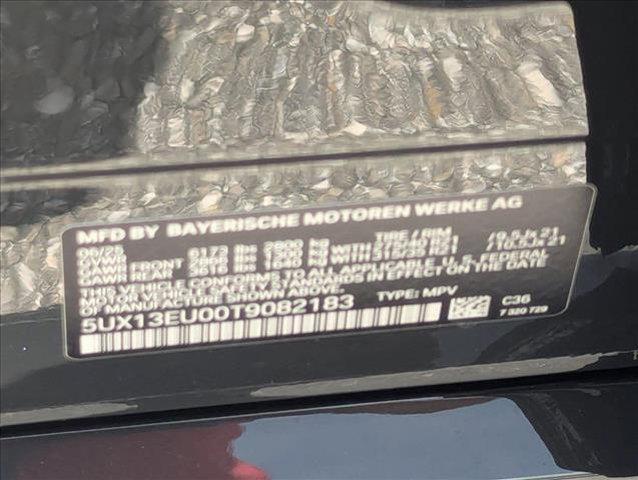 MFD BY BAYERISCHE MOTOREN WERKE AG
06/25 6173 lbs 2800 kg TIRE / RIM
GAWR FRONT 2866 lbs 1300 kg WITH 275/40 R21 / 9.5Jx21
GAWR REAR 3616 lbs WITH 315/35 R21 / 10.5Jx21
THIS VEHICLE CONFORMS TO ALL APPLICABLE U.S. FEDERAL
MOTOR VEHICLE SAFETY STANDARDS IN EFFECT ON THE DATE
OF MANUFACTURE SHOWN ABOVE.
5UX13EU00T9082183 TYPE: MPV
C36
7 320 729